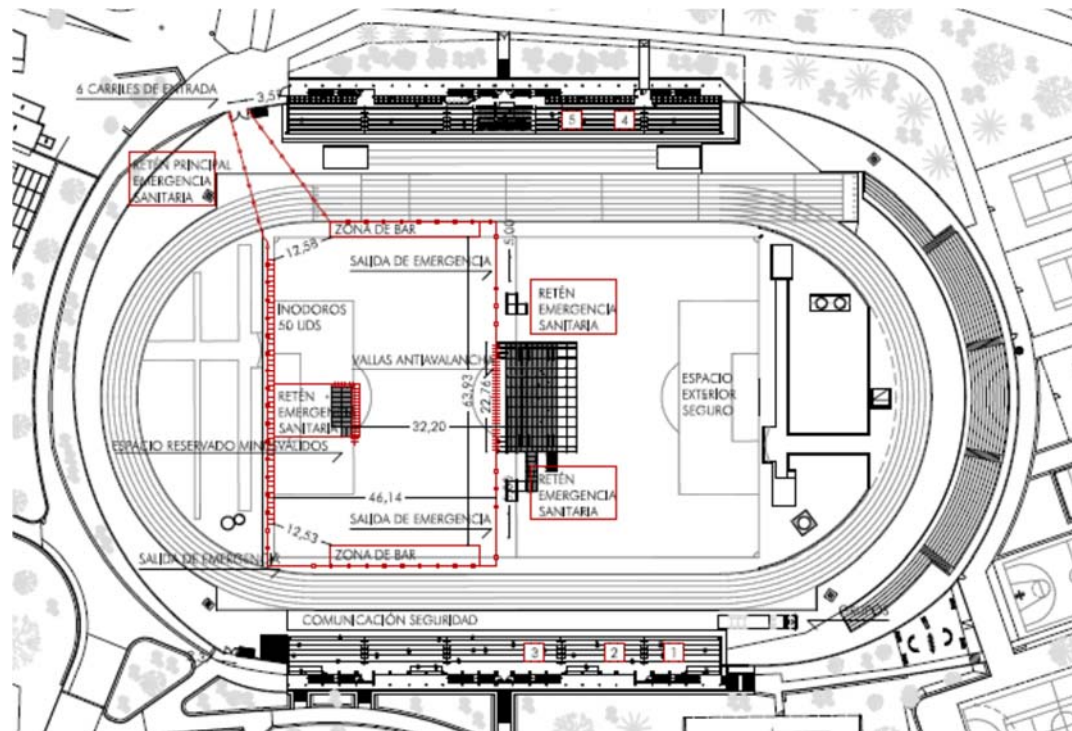 6 CARRILES DE ENTRADA
3,57
5
4
RETÉN PRINCIPAL
EMERGENCIA
SANITARIA
ZONA DE BAR
12,58
5,00
SALIDA DE EMERGENCIA
RETÉN
EMERGENCIA
SANITARIA
INODOROS
50 UDS
VALLAS ANTIAVALANCHA
63,93
22,76
ESPACIO
EXTERIOR
SEGURO
RETÉN
EMERGENCIA
SANITARIA
32,20
ESPACIO RESERVADO MINUSVÁLIDOS
RETÉN
EMERGENCIA
SANITARIA
46,14
SALIDA DE EMERGENCIA
12,53
ZONA DE BAR
SALIDA DE EMERGENCIA
COMUNICACIÓN SEGURIDAD
3
2
1